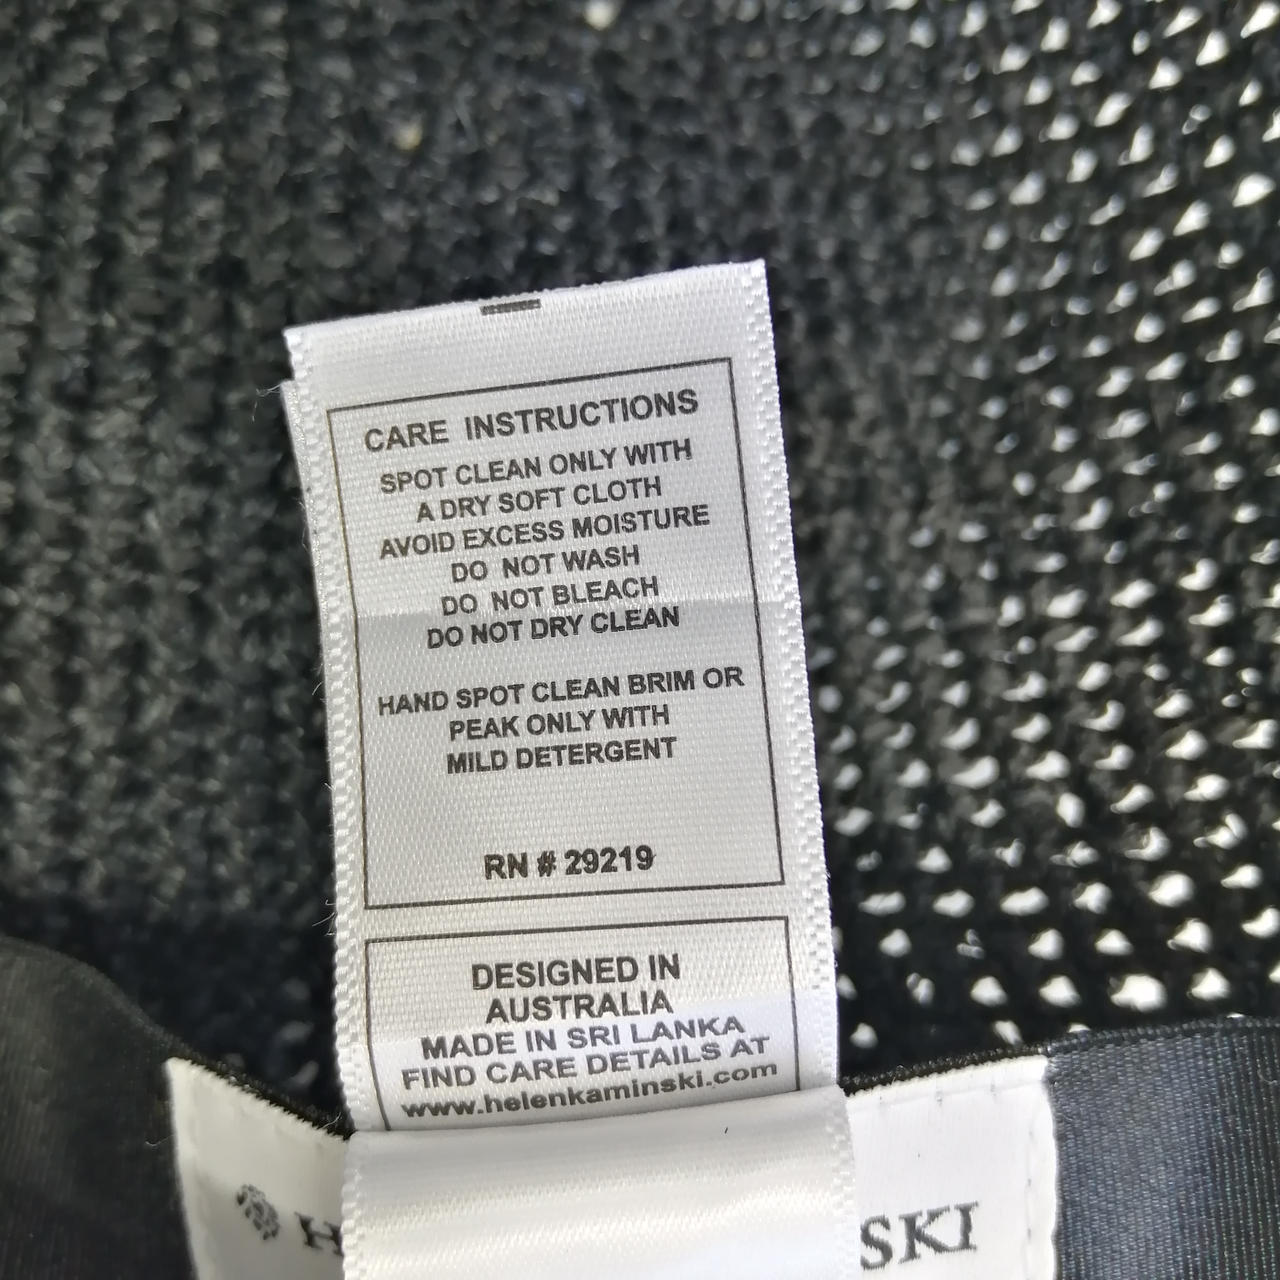 CARE INSTRUCTIONS
SPOT CLEAN ONLY WITH
A DRY SOFT CLOTH
AVOID EXCESS MOISTURE
DO NOT WASH
DO NOT BLEACH
DO NOT DRY CLEAN
HAND SPOT CLEAN BRIM OR
PEAK ONLY WITH
MILD DETERGENT
RN # 29219
DESIGNED IN
AUSTRALIA
MADE IN SRI LANKA
FIND CARE DETAILS AT
www.helenkaminski.com
H SKI